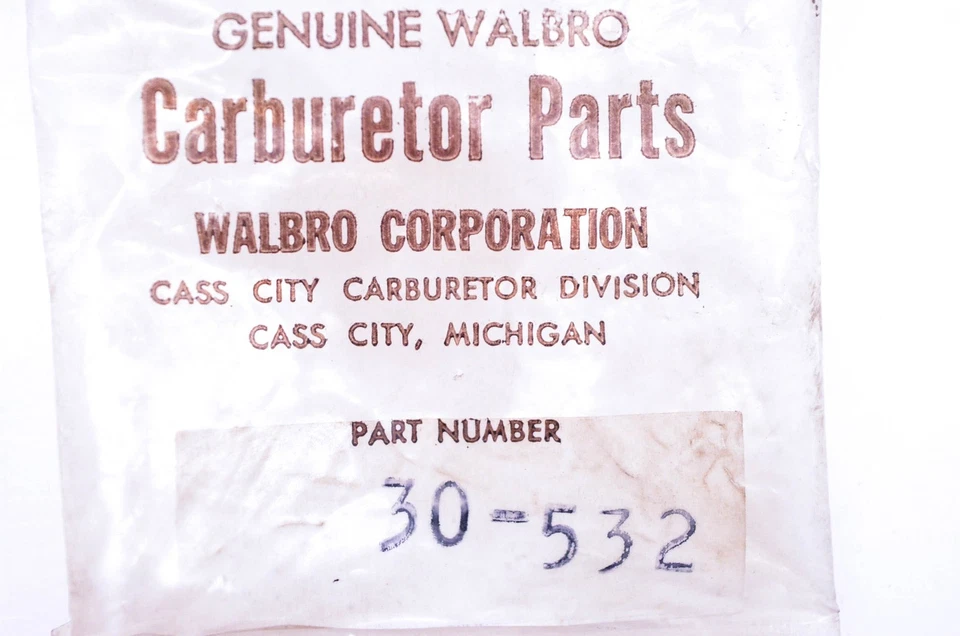 GENUINE WALBRO
Carburetor Parts
WALBRO CORPORATION
CASS CITY CARBURETOR DIVISION
CASS CITY, MICHIGAN
PART NUMBER
30-532